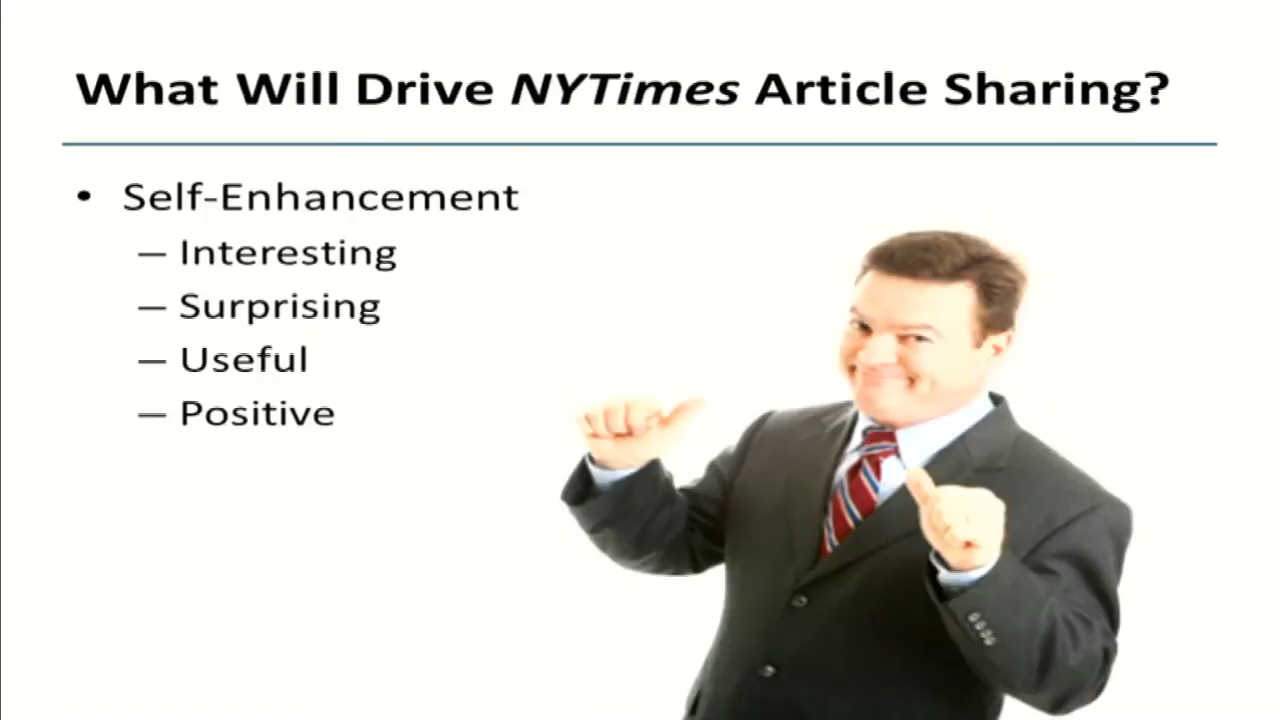 What Will Drive NYTimes Article Sharing?
• Self-Enhancement
— Interesting
— Surprising
— Useful
— Positive